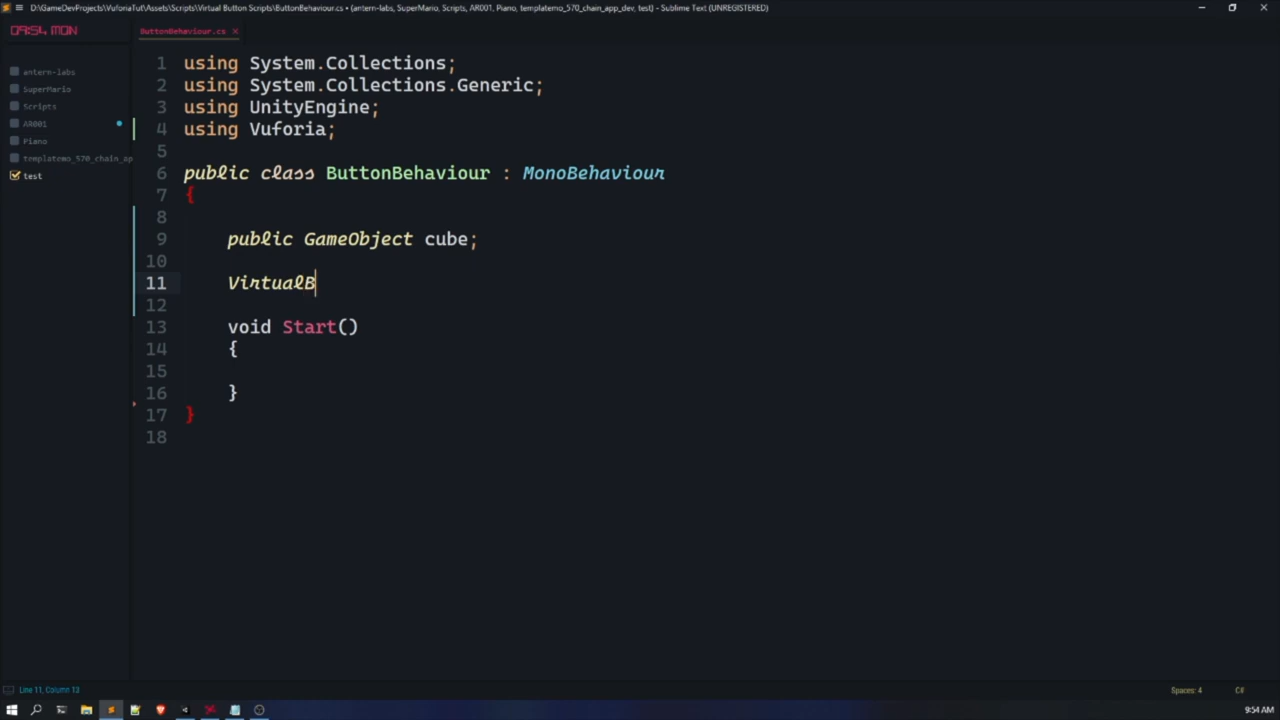 D:\GameDevProjects\VuforiaTut\Assets\Scripts\Virtual Button Scripts\ButtonBehaviour.cs • (antern-labs, SuperMario, Scripts, AR001, Piano, templatemo_570_chain_app_dev, test) - Sublime Text (UNREGISTERED)
09:54 MON
ButtonBehaviour.cs ×
antern-labs
SuperMario
Scripts
AR001
Piano
templatemo_570_chain_ap
test
1 using System.Collections;
2 using System.Collections.Generic;
3 using UnityEngine;
4 using Vuforia;
5
6 public class ButtonBehaviour : MonoBehaviour
7 {
8
9 public GameObject cube;
10
11 VirtualB
12
13 void Start()
14 {
15
16 }
17 }
18
Line 11, Column 13
Spaces: 4
C#
9:54 AM